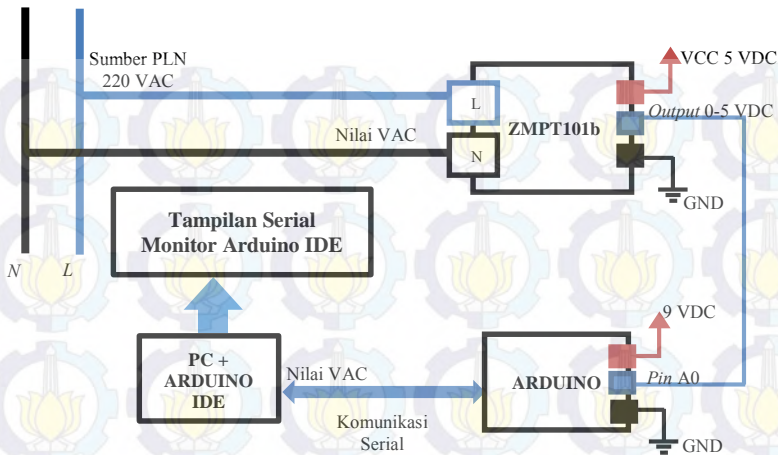 Sumber PLN
220 VAC
L
Nilai VAC
N
ZMPT101b
VCC 5 VDC
Output 0-5 VDC
GND
Tampilan Serial
Monitor Arduino IDE
N
L
PC +
ARDUINO
IDE
Nilai VAC
Komunikasi
Serial
ARDUINO
9 VDC
Pin A0
GND